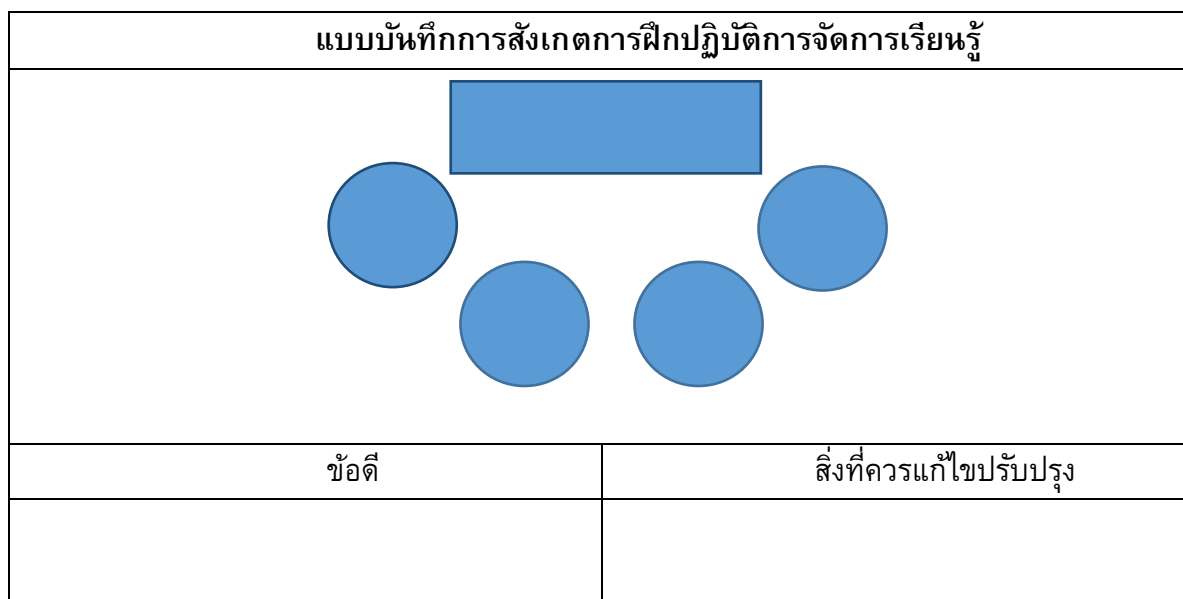 แบบบันทึกการสังเกตการฝึกปฏิบัติการจัดการเรียนรู้
ข้อดี
สิ่งที่ควรแก้ไขปรับปรุง